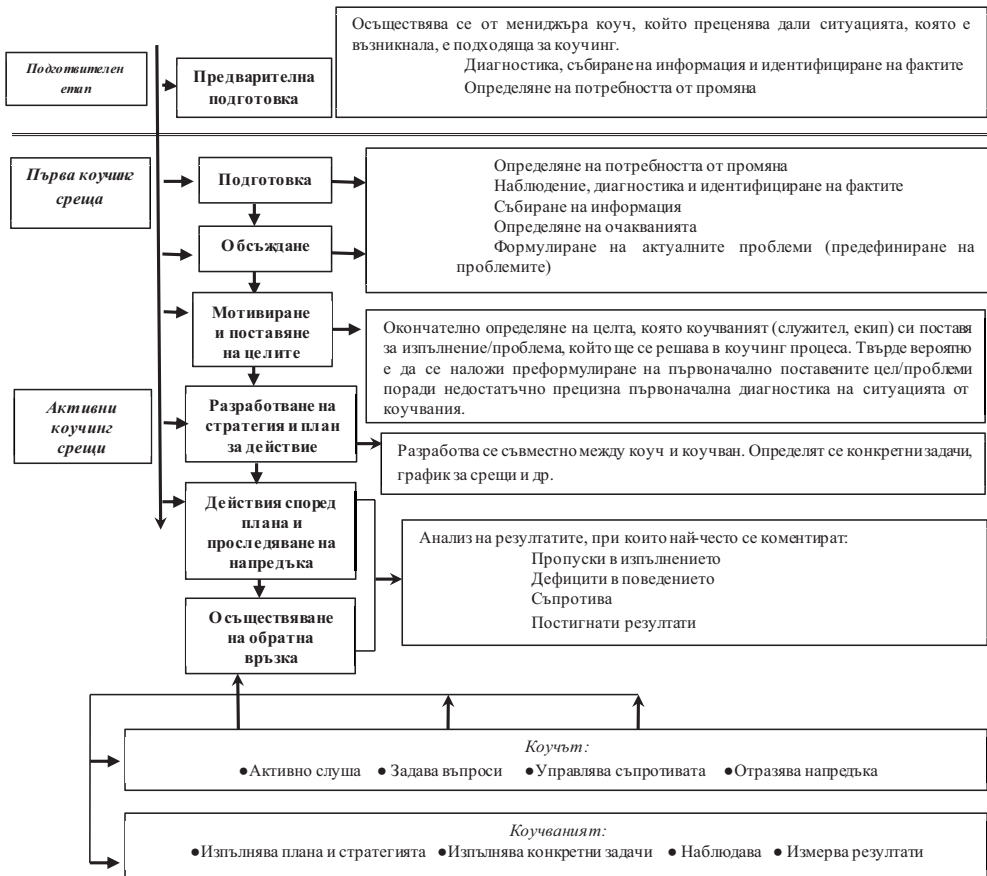 Осъществява се от мениджъра коуч, който преценява дали ситуацията, която е
възникнала, е подходяща за коучинг.
Диагностика, събиране на информация и идентифициране на фактите
Определяне на потребността от промяна
Подготвителен
етап
Предварителна
подготовка
Първа коучинг
среща
Подготовка
Определяне на потребността от промяна
Наблюдение, диагностика и идентифициране на фактите
Събиране на информация
Определяне на очакванията
Формулиране на актуалните проблеми (предефиниране на
проблемите)
Обсъждане
Мотивиране
и поставяне
на целите
Окончателно определяне на целта, която коучваният (служител, екип) си поставя
за изпълнение/проблема, който ще се решава в коучинг процеса. Твърде вероятно
е да се наложи преформулиране на първоначално поставените цел/проблеми
поради недостатъчно прецизна първоначална диагностика на ситуацията от
коучвания.
Активни
коучинг
срещи
Разработване на
стратегия и план
за действие
Разработва се съвместно между коуч и коучван. Определят се конкретни задачи,
график за срещи и др.
Действия според
плана и
проследяване на
напредъка
Анализ на резултатите, при които най-често се коментират:
Пропуски в изпълнението
Дефицити в поведението
Съпротива
Постигнати резултати
Осъществяване
на обратна
връзка
Коучът:
●Активно слуша ● Задава въпроси ●Управлява съпротивата ●Отразява напредъка
Коучваният:
●Изпълнява плана и стратегията ●Изпълнява конкретни задачи ● Наблюдава ● Измерва резултати